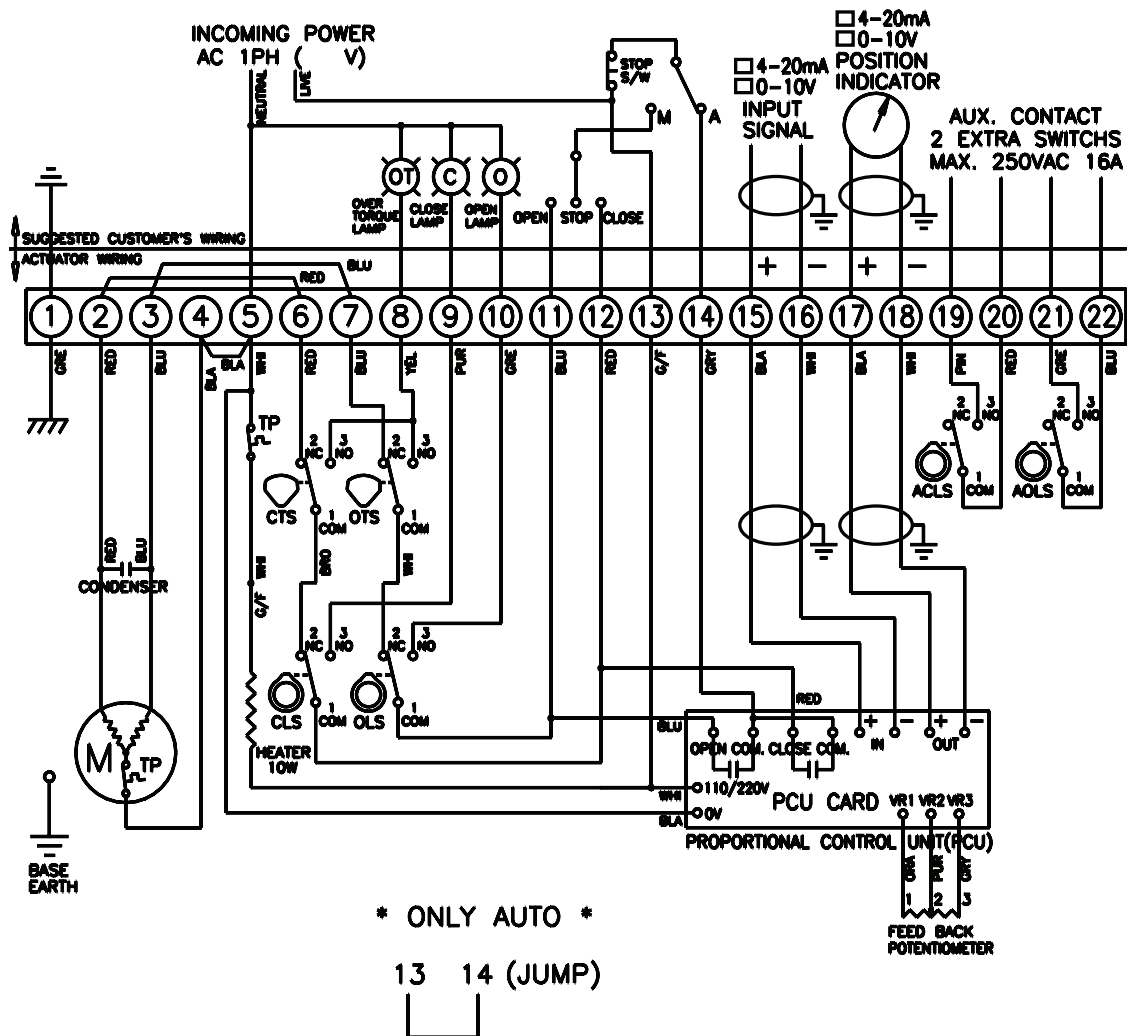 INCOMING POWER
AC 1PH ( V)
NEUTRAL
LIVE
STOP
S/W
M
A
□4-20mA
□0-10V
INPUT
SIGNAL
□4-20mA
□0-10V
POSITION
INDICATOR
AUX. CONTACT
2 EXTRA SWITCHS
MAX. 250VAC 16A
OT
C
O
OVER
TORQUE
LAMP
CLOSE
LAMP
OPEN
LAMP
OPEN
STOP
CLOSE
SUGGESTED CUSTOMER'S WIRING
ACTUATOR WIRING
BLU
RED
+ - + -
1 2 3 4 5 6 7 8 9 10 11 12 13 14 15 16 17 18 19 20 21 22
GRE RED BLU BLA BLA WHI RED BLU YEL PUR GRE BLU RED G/F GRY BLA WHI BLA WHI PIN RED GRE BLU
TP
2 NC 3 NO
CTS
1 COM
2 NC 3 NO
OTS
1 COM
2 NC 3 NO
ACLS
1 COM
2 NC 3 NO
AOLS
1 COM
RED
BLU
CONDENSER
WHI
G/F
BRO
WHI
2 NC 3 NO
CLS
1 COM
2 NC 3 NO
OLS
1 COM
HEATER
10W
M
TP
BASE
EARTH
RED
BLU
+ - + -
OPEN COM. CLOSE COM. IN OUT
WHI
110/220V
BLA
0V
PCU CARD
VR1 VR2 VR3
PROPORTIONAL CONTROL UNIT(PCU)
ORA PUR GRY
1 2 3
FEED BACK
POTENTIOMETER
* ONLY AUTO *
13 14 (JUMP)